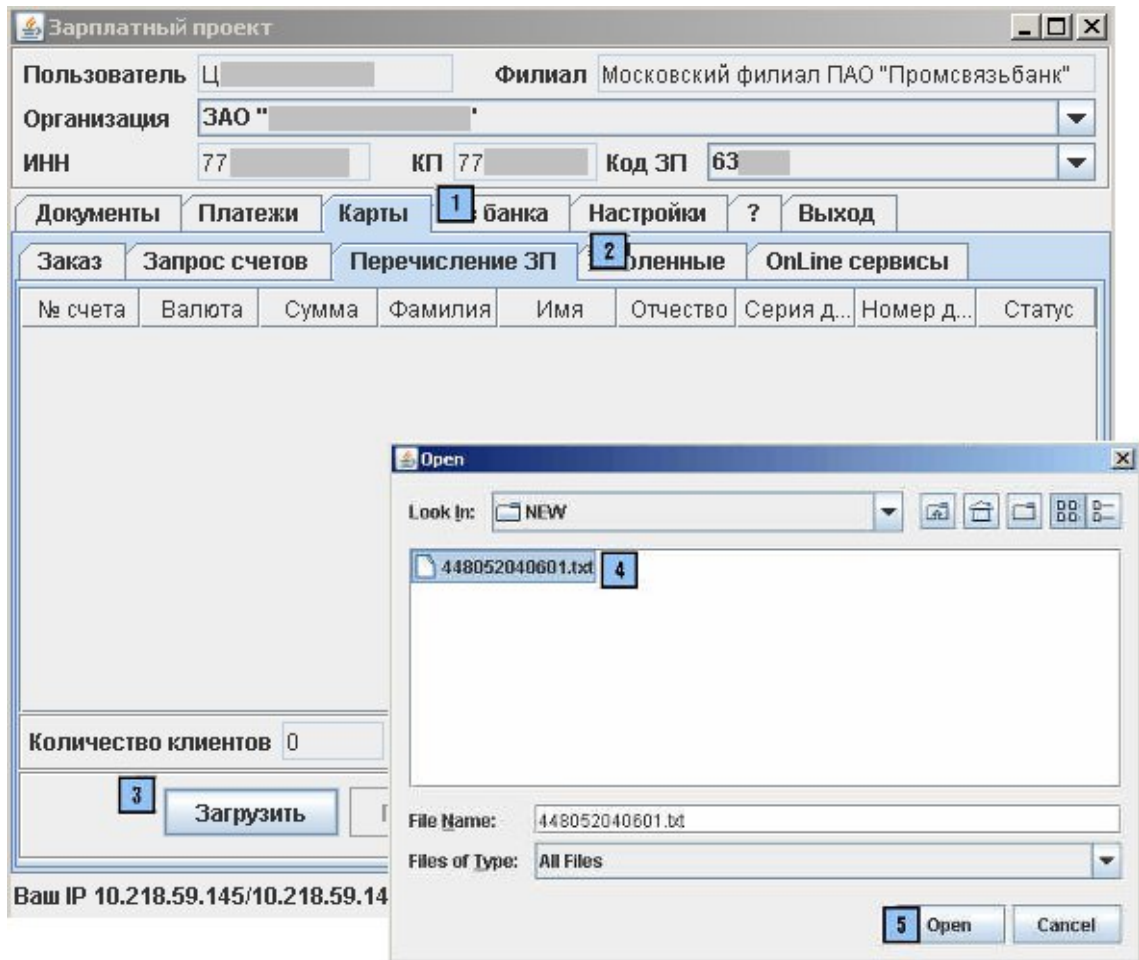 Зарплатный проект
Пользователь Ц Филиал Московский филиал ПАО "Промсвязьбанк"
Организация ЗАО " "
ИНН 77 КП 77 Код ЗП 63
Документы Платежи Карты 1 банка Настройки ? Выход
Заказ Запрос счетов Перечисление ЗП 2 OnLine сервисы
№ счета Валюта Сумма Фамилия Имя Отчество Серия д... Номер д... Статус
Open
Look In: NEW
448052040601.txt 4
Количество клиентов 0
3 Загрузить
File Name: 448052040601.txt
Files of Type: All Files
Ваш IP 10.218.59.145/10.218.59.14
5 Open Cancel